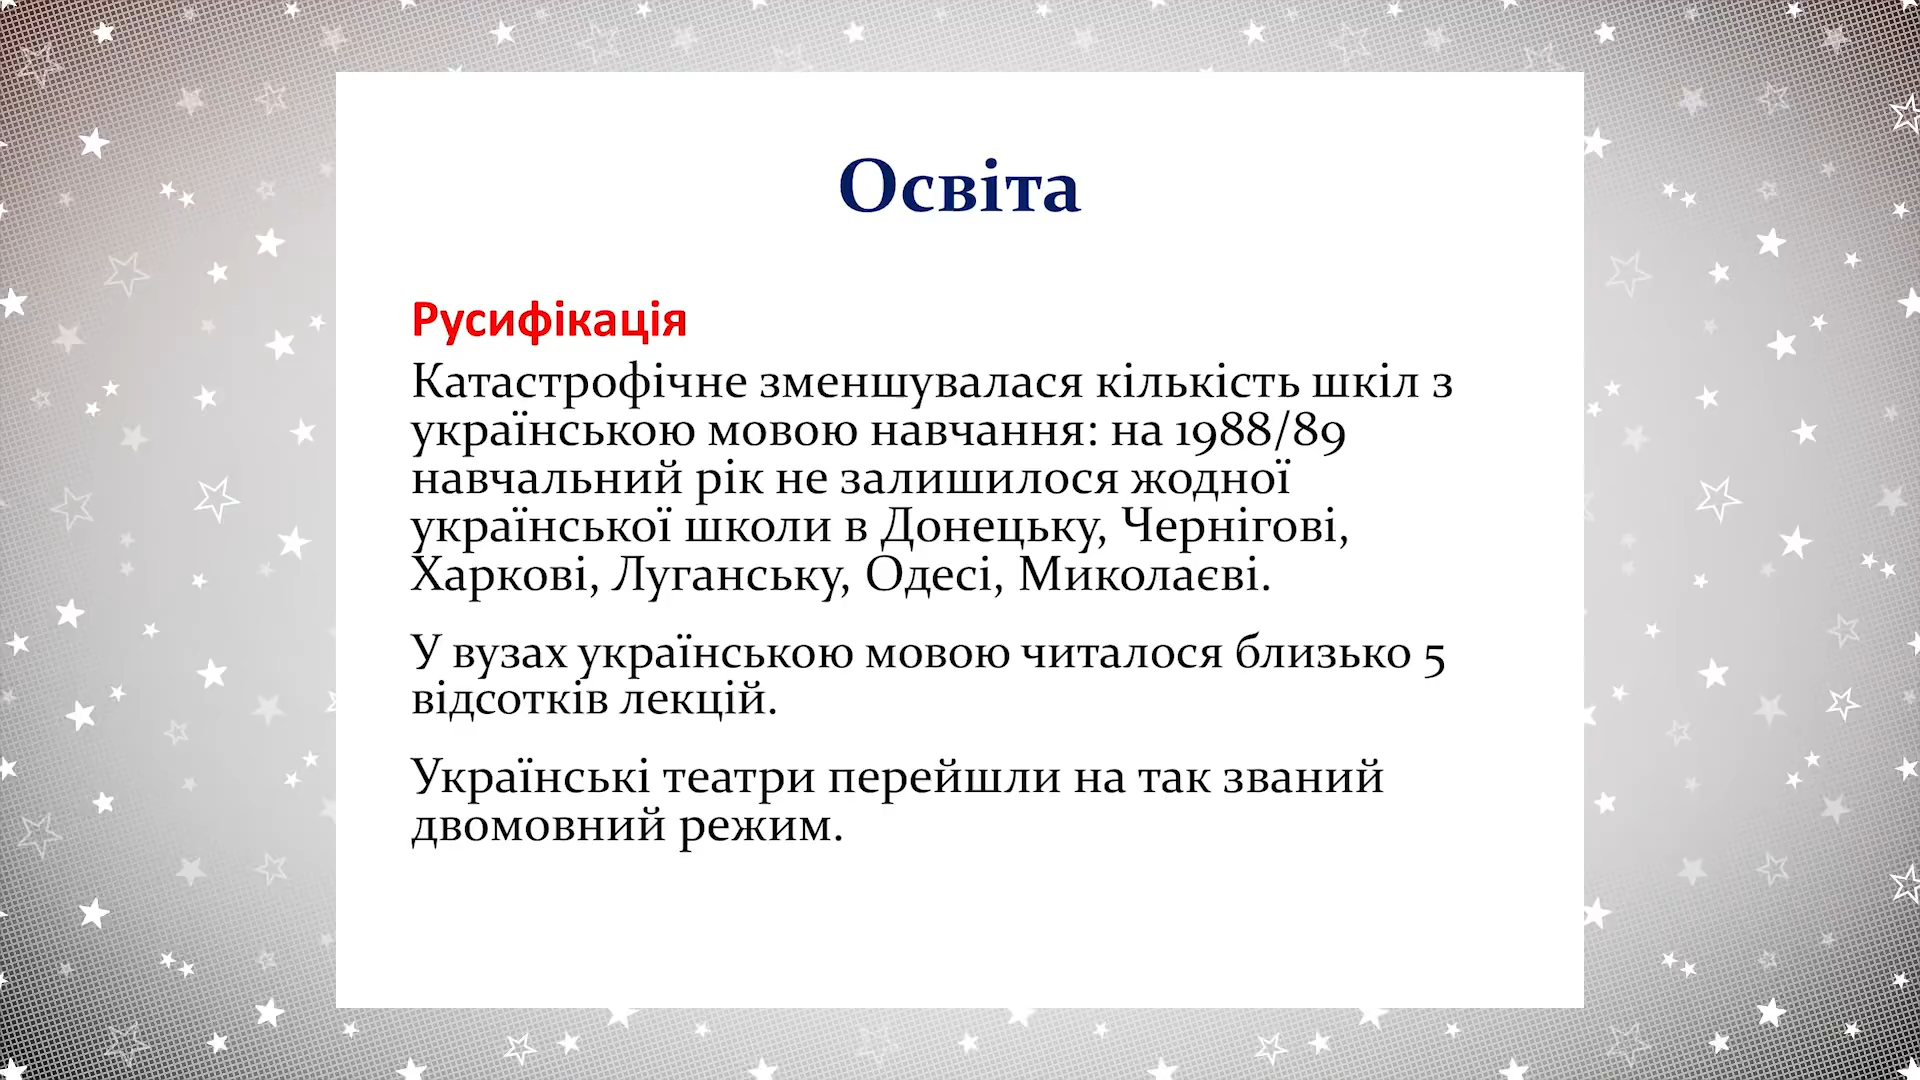 Освіта
Русифікація
Катастрофічне зменшувалася кількість шкіл з
українською мовою навчання: на 1988/89
навчальний рік не залишилося жодної
української школи в Донецьку, Чернігові,
Харкові, Луганську, Одесі, Миколаєві.
У вузах українською мовою читалося близько 5
відсотків лекцій.
Українські театри перейшли на так званий
двомовний режим.